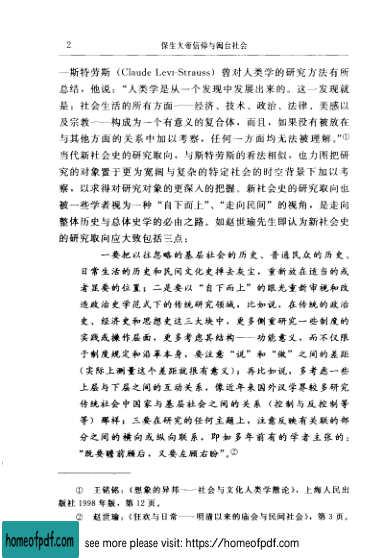 2 保生大帝信仰与闽台社会
—斯特劳斯（Claude Levi-Strauss）曾对人类学的研究方法有所
总结，他说：“人类学是从一个发现中发展出来的。这一发现就
是：社会生活的所有方面——经济、技术、政治、法律、美感以
及宗教——构成为一个有意义的复合体，而且，如果没有被放在
与其他方面的关系中加以考察，任何一方面均无法被理解。”①
当代新社会史的研究取向，与斯特劳斯的看法相似，也力图把研
究的对象置于更为宽阔与复杂的特定社会的时空背景下加以考
察，以求得对研究对象的更深入的把握。新社会史的研究取向也
被一些学者视为一种“自下而上”、“走向民间”的视角，是走向
整体历史与总体史学的必由之路。如赵世瑜先生即认为新社会史
的研究取向应大致包括三点：
一要把以往忽略的基层社会的历史、普通民众的历史、
日常生活的历史和民间文化史掸去灰尘，重新放在适当的或
者显要的位置；二是要以“自下而上”的眼光重新审视和改
造政治史学范式下的传统研究领域，比如说，在传统的政治
史、经济史和思想史这三大块中，更多侧重研究一些制度的
实践或操作层面，更多考虑其结构——功能意义，而不仅限
于制度规定和沿革本身，要注意“说”和“做”之间的差距
（实际上测量这个差距就很有意义）；再比如说，多考虑一些
上层与下层之间的互动关系，像近年来国外汉学界较多研究
传统社会中国家与基层社会之间的关系（控制与反控制等
等）那样；三要在研究的任何主题上，注意反映有关联的部
分之间的横向或纵向联系，即如多年前有的学者主张的：
“既要瞻前顾后，又要左顾右盼”。②
① 王铭铭：《想象的异邦——社会与文化人类学散论》，上海人民出
版社 1998 年版，第 12 页。
② 赵世瑜：《狂欢与日常——明清以来的庙会与民间社会》，第 3 页。
homeofpdf.com
see more please visit: https://homeofpdf.com